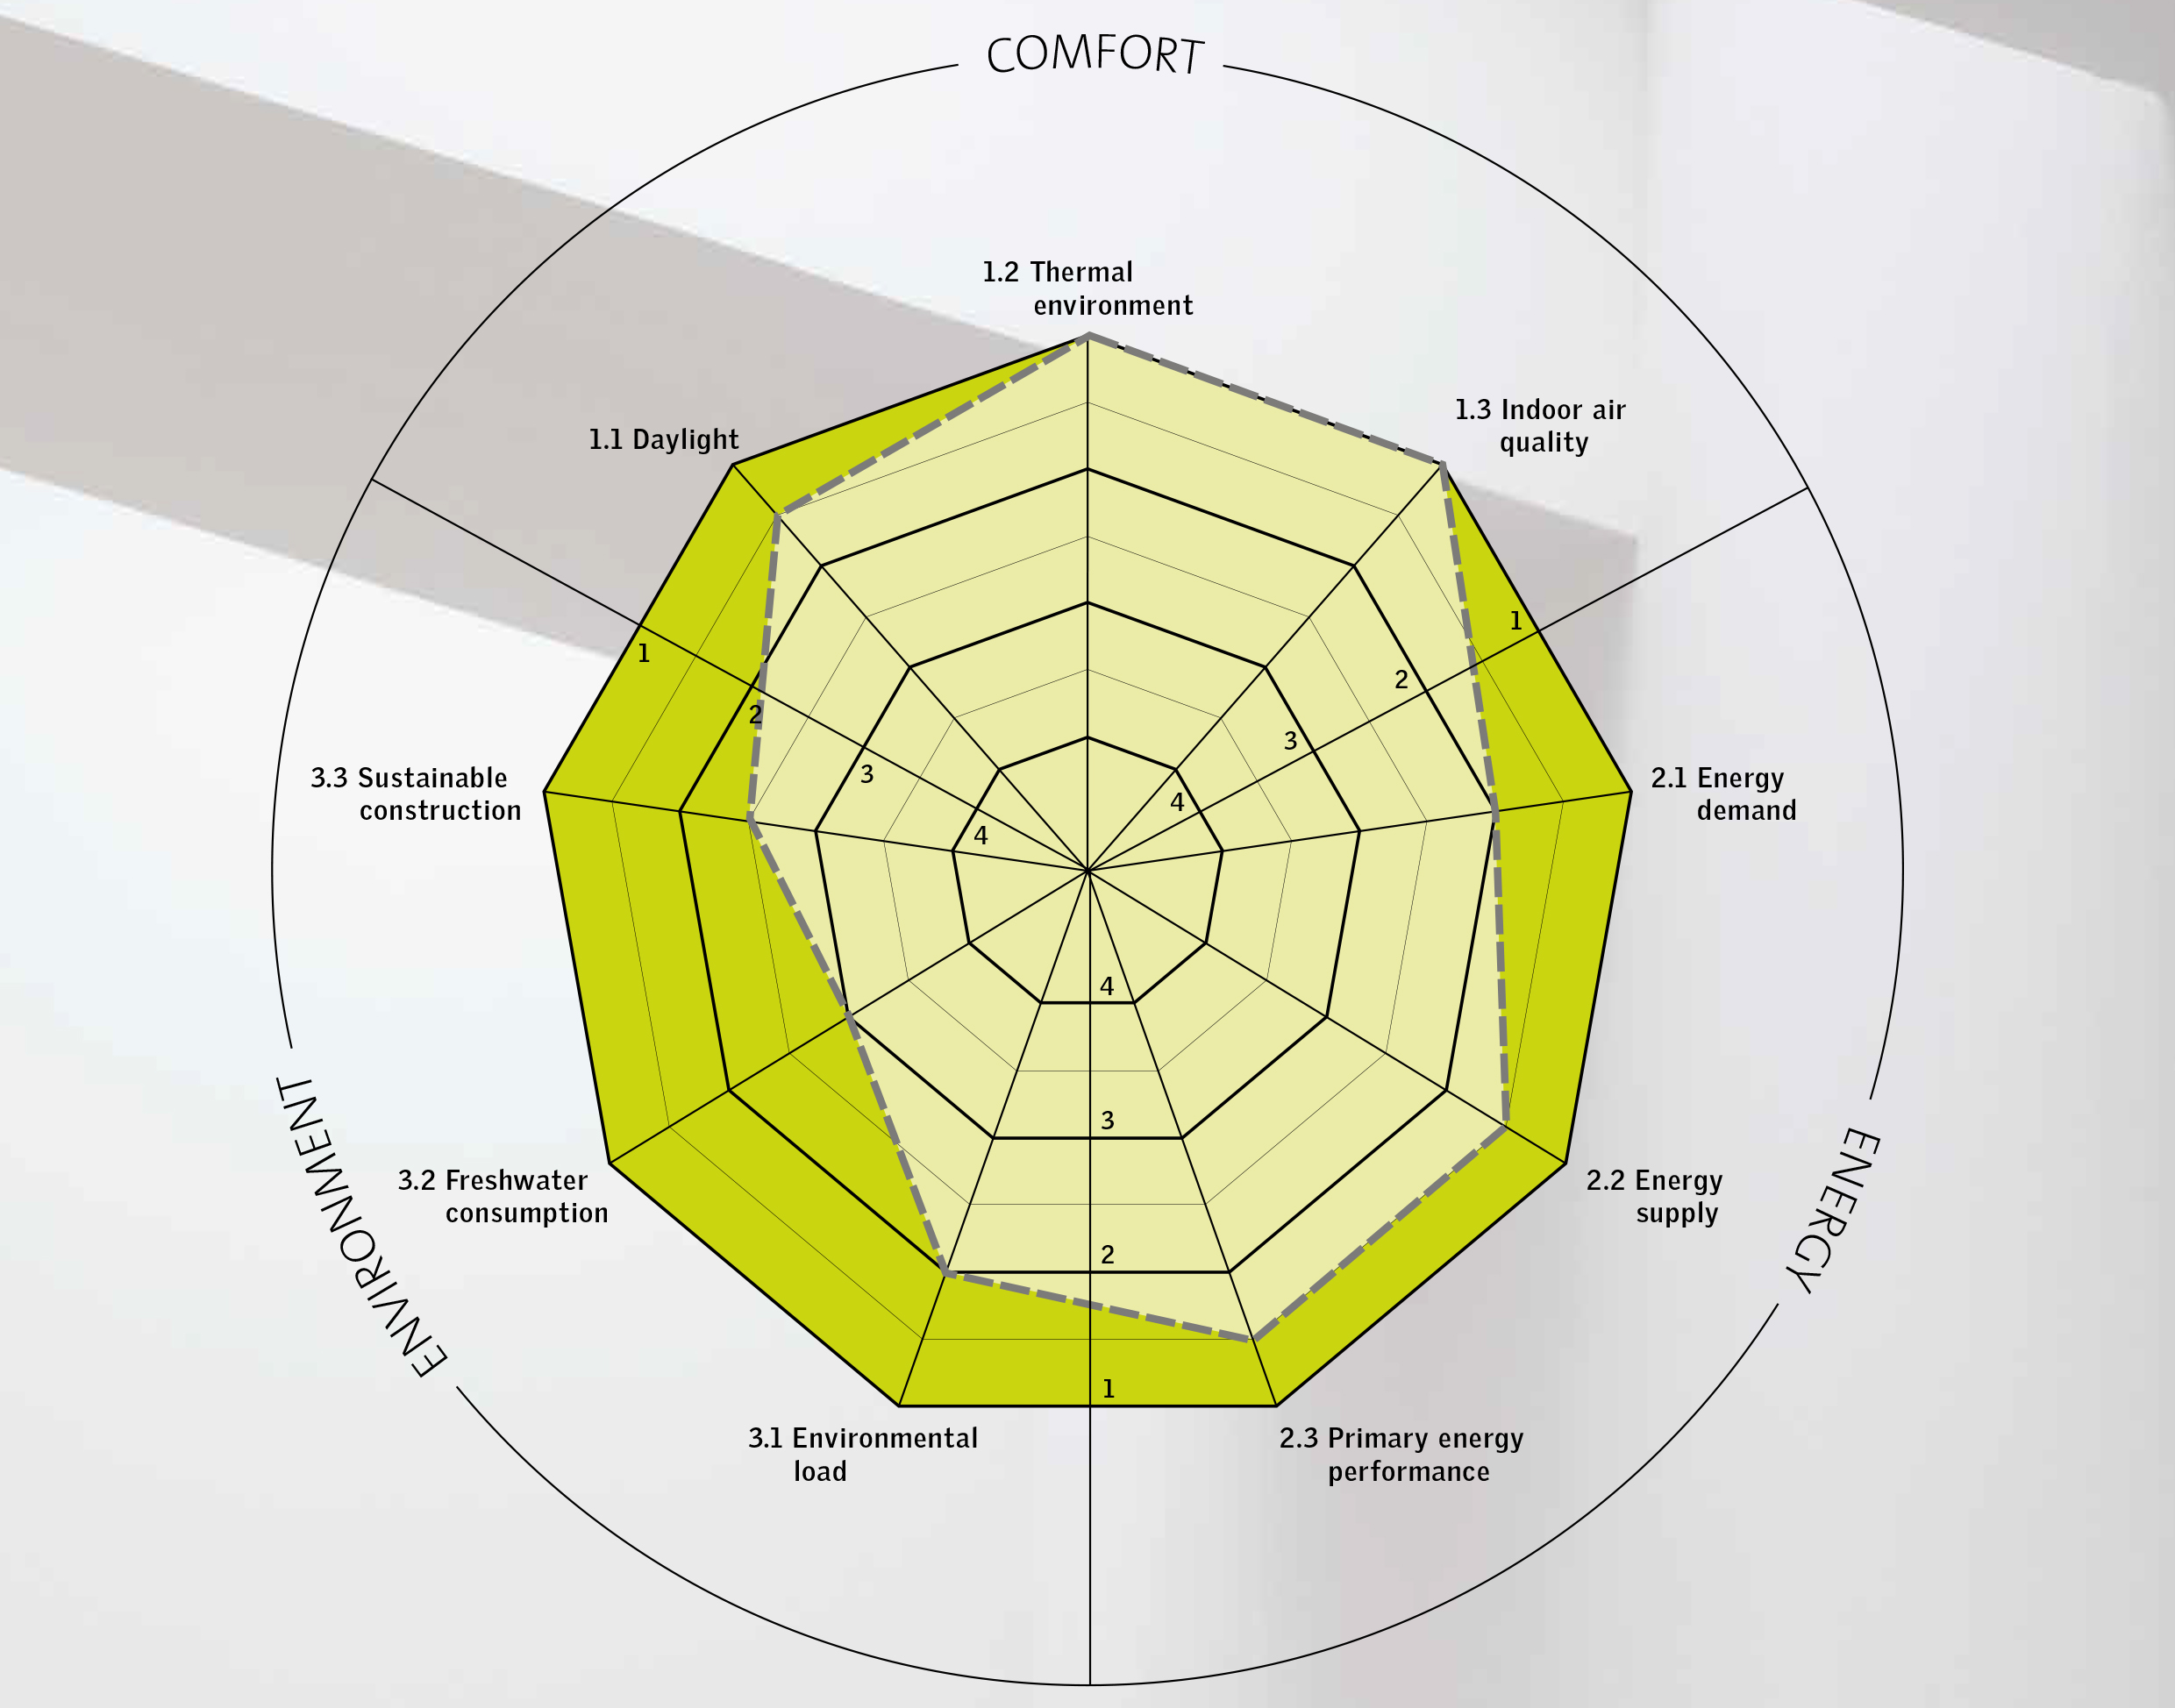 COMFORT
1.2 Thermal
environment
1.3 Indoor air
quality
1.1 Daylight
1
1
2
2
3.3 Sustainable
construction
3
3
2.1 Energy
demand
4
4
4
3
3.2 Freshwater
consumption
2.2 Energy
supply
2
1
3.1 Environmental
load
2.3 Primary energy
performance
ENVIRONMENT
ENERGY